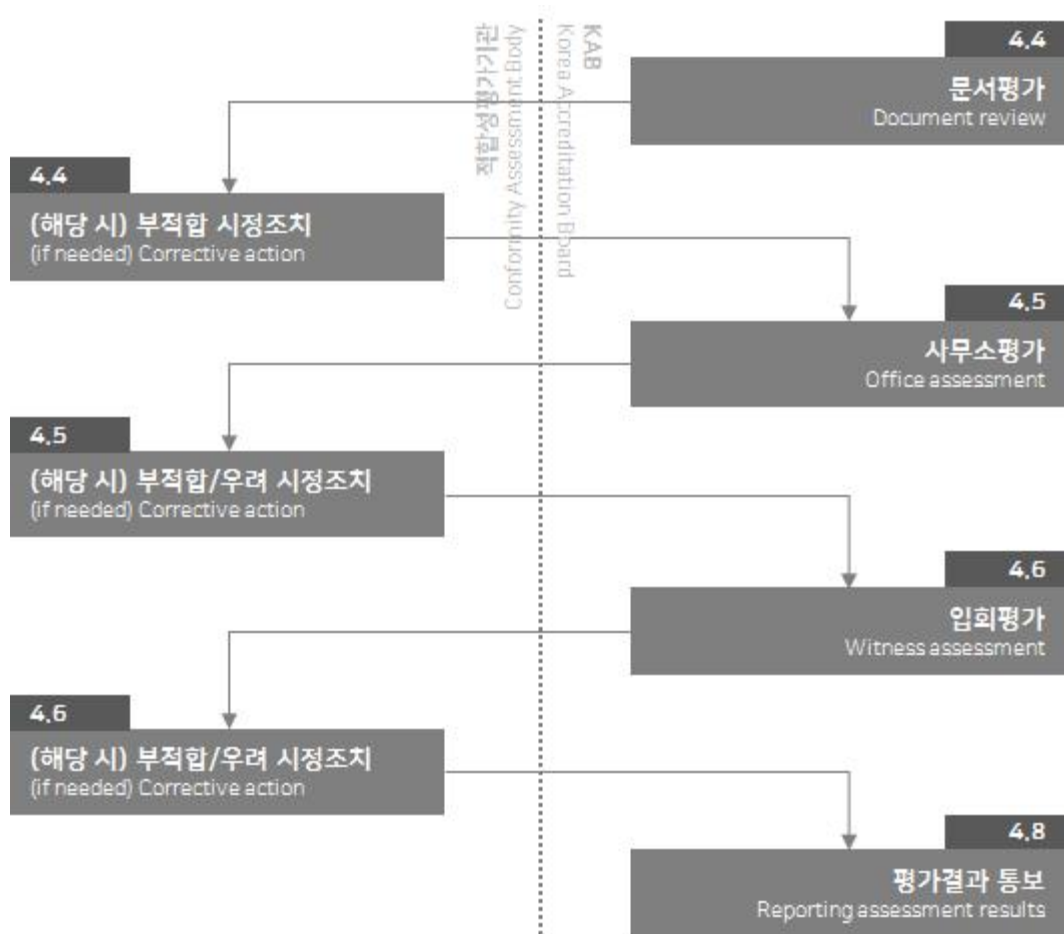 적합성평가기관
Conformity Assessment Body
KAB
Korea Accreditation Board
4.4
문서평가
Document review
4.4
(해당 시) 부적합 시정조치
(if needed) Corrective action
4.5
사무소평가
Office assessment
4.5
(해당 시) 부적합/우려 시정조치
(if needed) Corrective action
4.6
입회평가
Witness assessment
4.6
(해당 시) 부적합/우려 시정조치
(if needed) Corrective action
4.8
평가결과 통보
Reporting assessment results